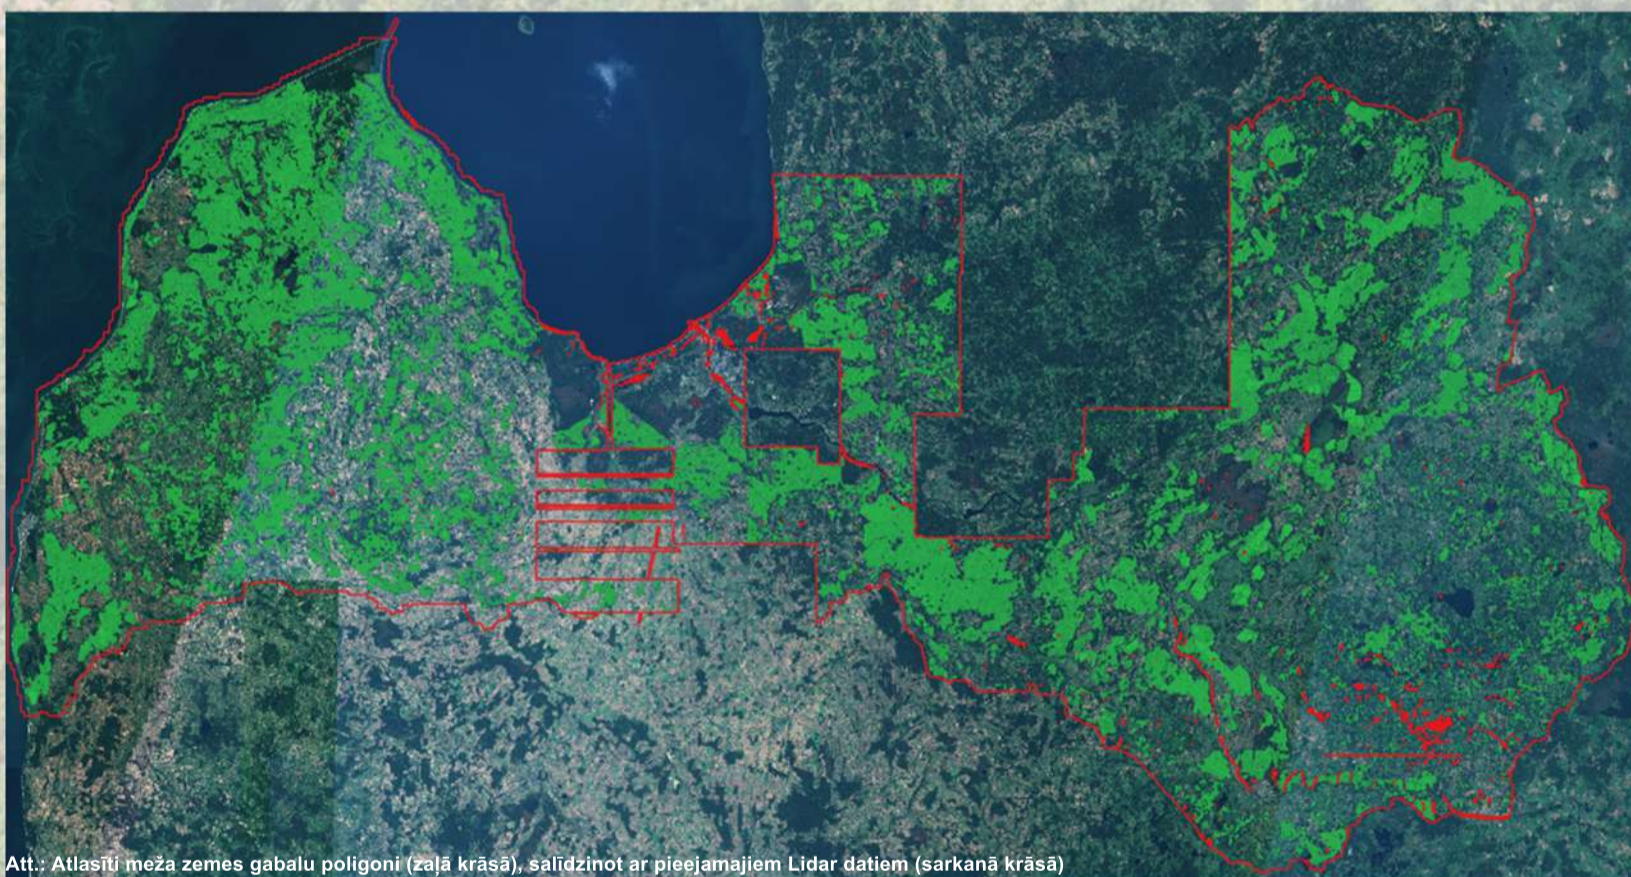 Att.: Atlasīti meža zemes gabalu poligoni (zaļā krāsā), salīdzinot ar pieejamajiem Lidar datiem (sarkanā krāsā)